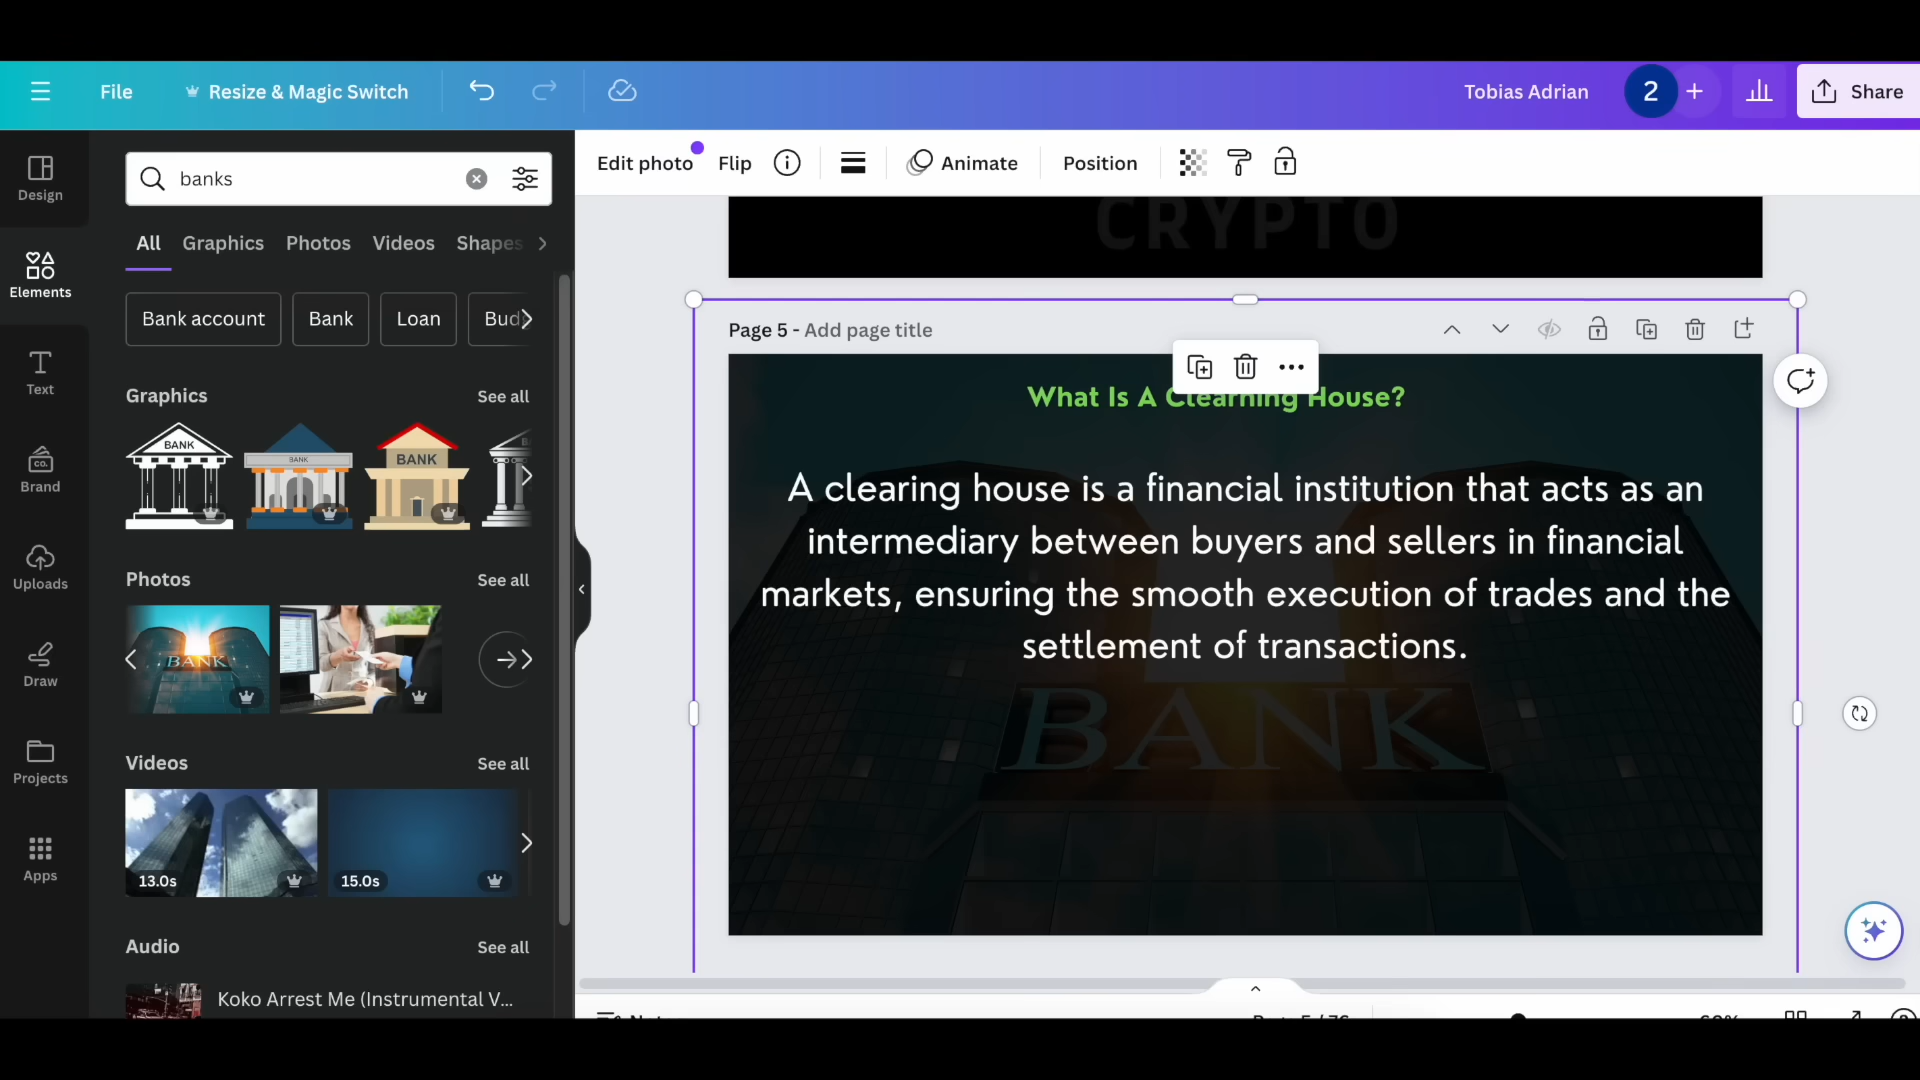 File
Resize & Magic Switch
Tobias Adrian
2
Share
Design
Elements
Text
Brand
CO.
Uploads
Draw
Projects
Apps
banks
All
Graphics
Photos
Videos
Shapes
Bank account
Bank
Loan
Graphics
See all
BANK
BANK
BANK
Photos
See all
BANK
Videos
See all
13.0s
15.0s
Audio
See all
Koko Arrest Me (Instrumental V...
Edit photo
Flip
Animate
Position
CRYPTO
Page 5 - Add page title
What Is A Clearning House?
A clearing house is a financial institution that acts as an
intermediary between buyers and sellers in financial
markets, ensuring the smooth execution of trades and the
settlement of transactions.
BANK